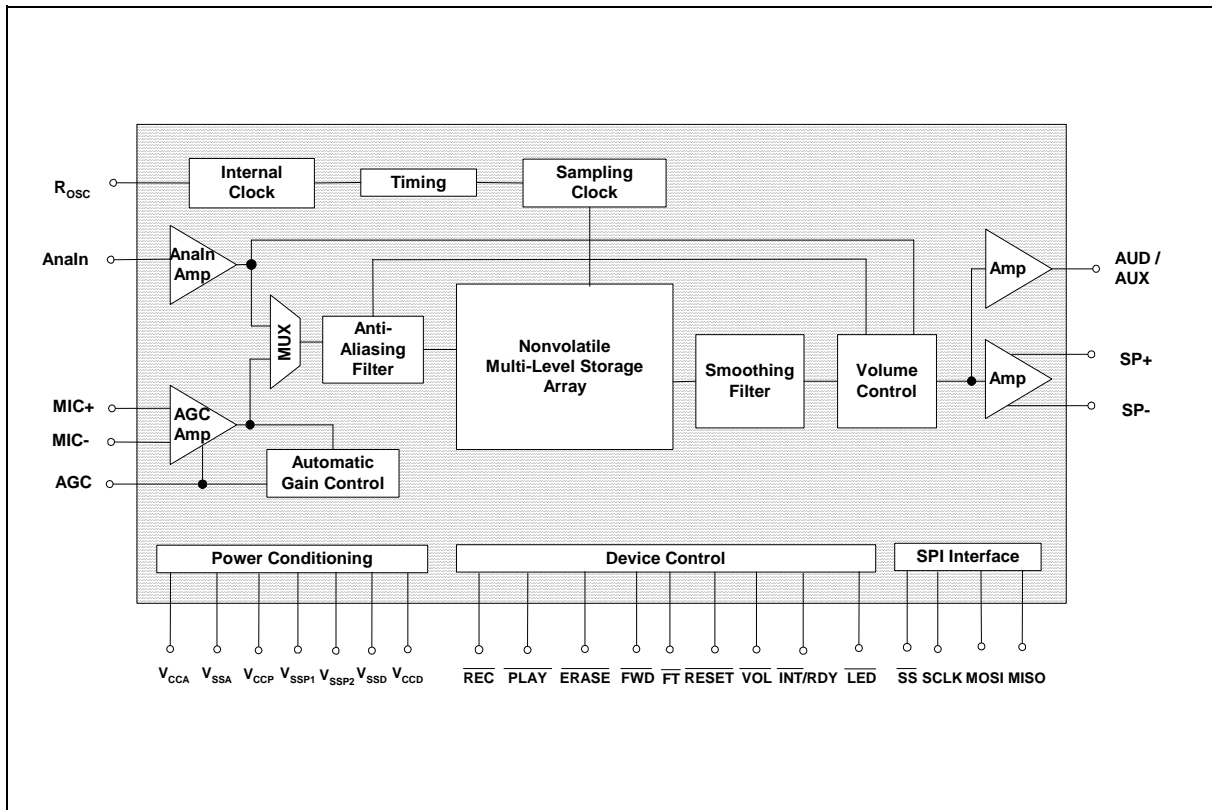 Internal
Clock
Timing
Sampling
Clock
ROSC
AnaIn
AnaIn
Amp
Amp
AUD /
AUX
MUX
Anti-
Aliasing
Filter
Nonvolatile
Multi-Level Storage
Array
Smoothing
Filter
Volume
Control
Amp
SP+
SP-
MIC+
MIC-
AGC
Amp
AGC
Automatic
Gain Control
Power Conditioning
Device Control
SPI Interface
VCCA VSSA VCCP VSSP1 VSSP2 VSSD VCCD
REC PLAY ERASE FWD FT RESET VOL INT/RDY LED SS SCLK MOSI MISO